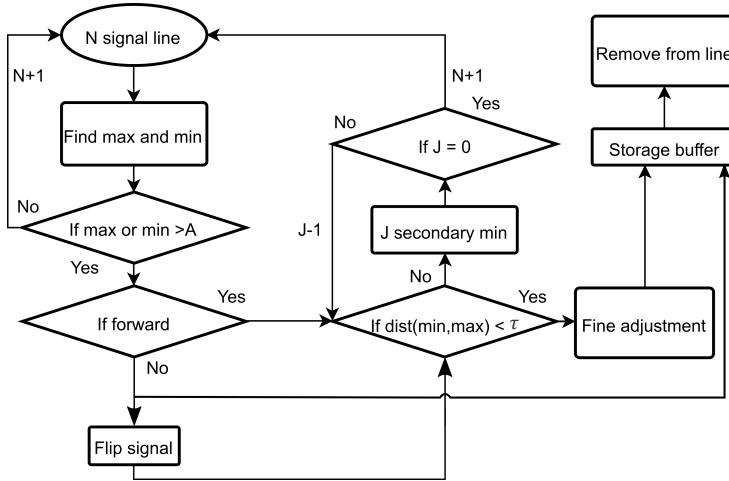 N signal line
N+1
Find max and min
No
If max or min >A
Yes
If forward
Yes
No
Flip signal
N+1
Yes
No
If J = 0
J-1
J secondary min
No
If dist(min,max) < τ
Yes
Fine adjustment
Storage buffer
Remove from line